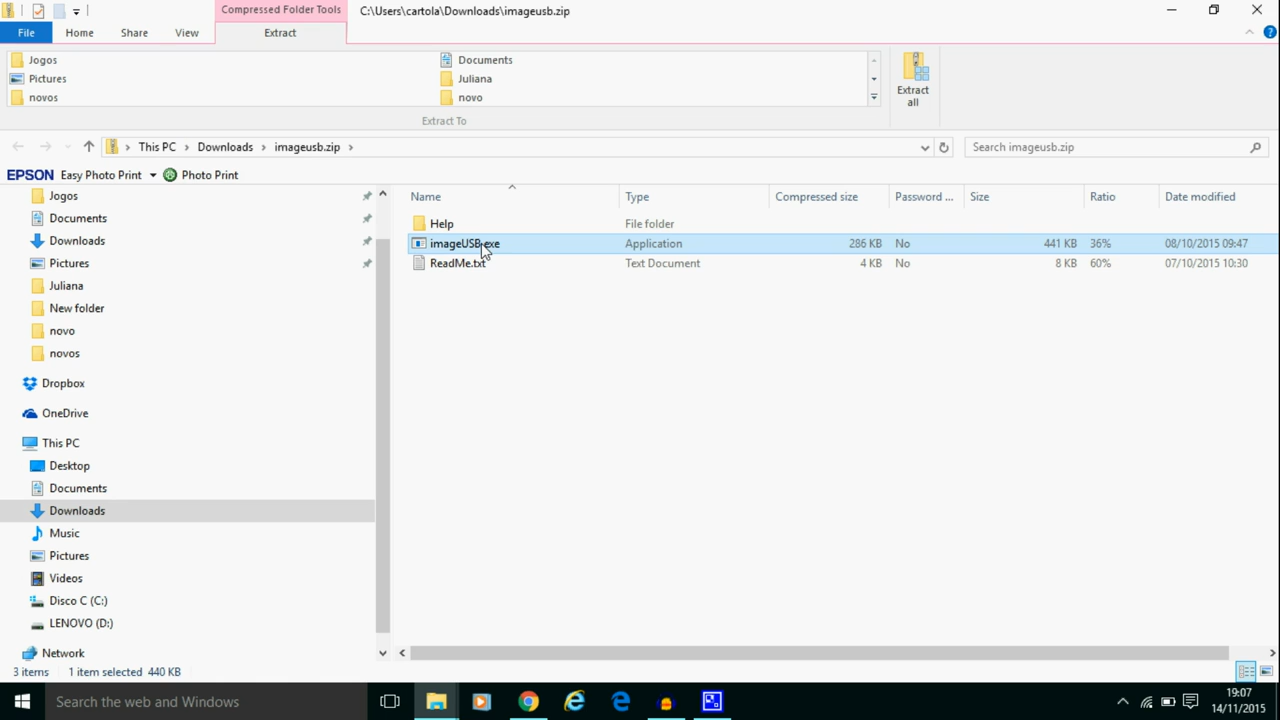 Compressed Folder Tools
C:\Users\cartola\Downloads\imageusb.zip
File Home Share View Extract
Jogos Documents
Pictures Juliana
novos novo
Extract all
Extract To
This PC Downloads imageusb.zip
Search imageusb.zip
EPSON Easy Photo Print Photo Print
Name Type Compressed size Password ... Size Ratio Date modified
Help File folder
imageUSB.exe Application 286 KB No 441 KB 36% 08/10/2015 09:47
ReadMe.txt Text Document 4 KB No 8 KB 60% 07/10/2015 10:30
Jogos
Documents
Downloads
Pictures
Juliana
New folder
novo
novos
Dropbox
OneDrive
This PC
Desktop
Documents
Downloads
Music
Pictures
Videos
Disco C (C:)
LENOVO (D:)
Network
3 items 1 item selected 440 KB
Search the web and Windows
19:07
14/11/2015